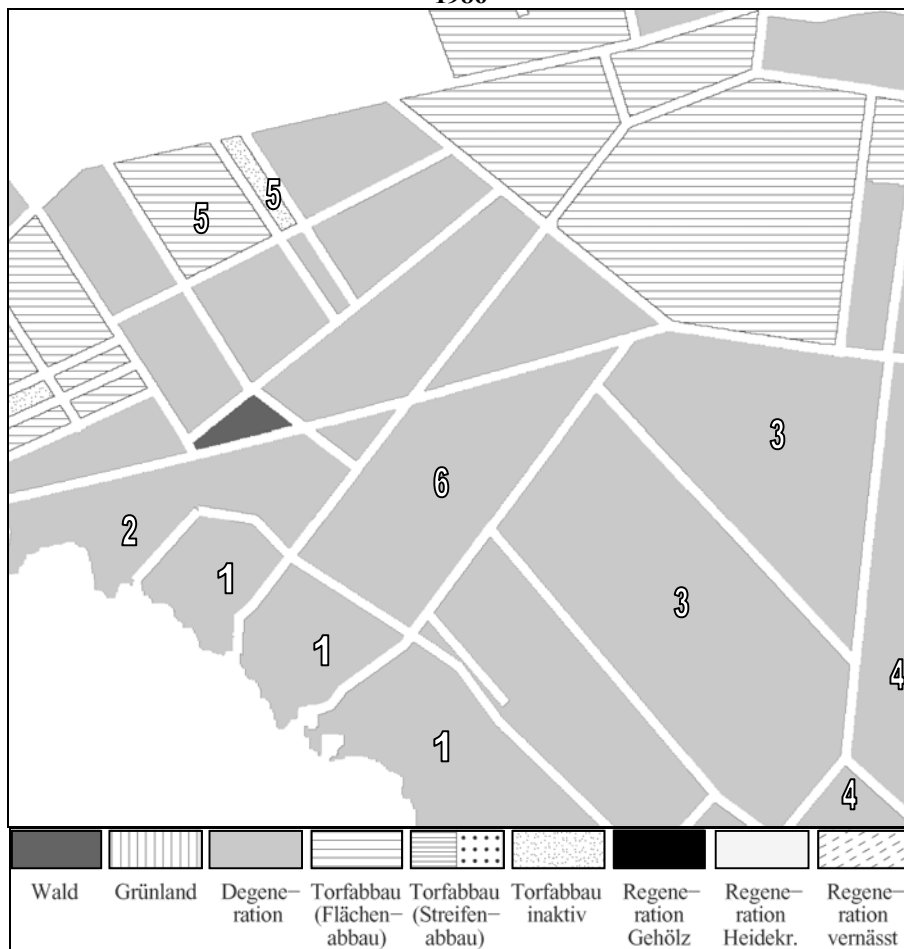 5
5
3
6
2
1
3
1
4
1
4
Wald
Grünland
Degene–
ration
Torfabbau
(Flächen–
abbau)
Torfabbau
(Streifen–
abbau)
Torfabbau
inaktiv
Regene–
ration
Gehölz
Regene–
ration
Heidekr.
Regene–
ration
vernässt